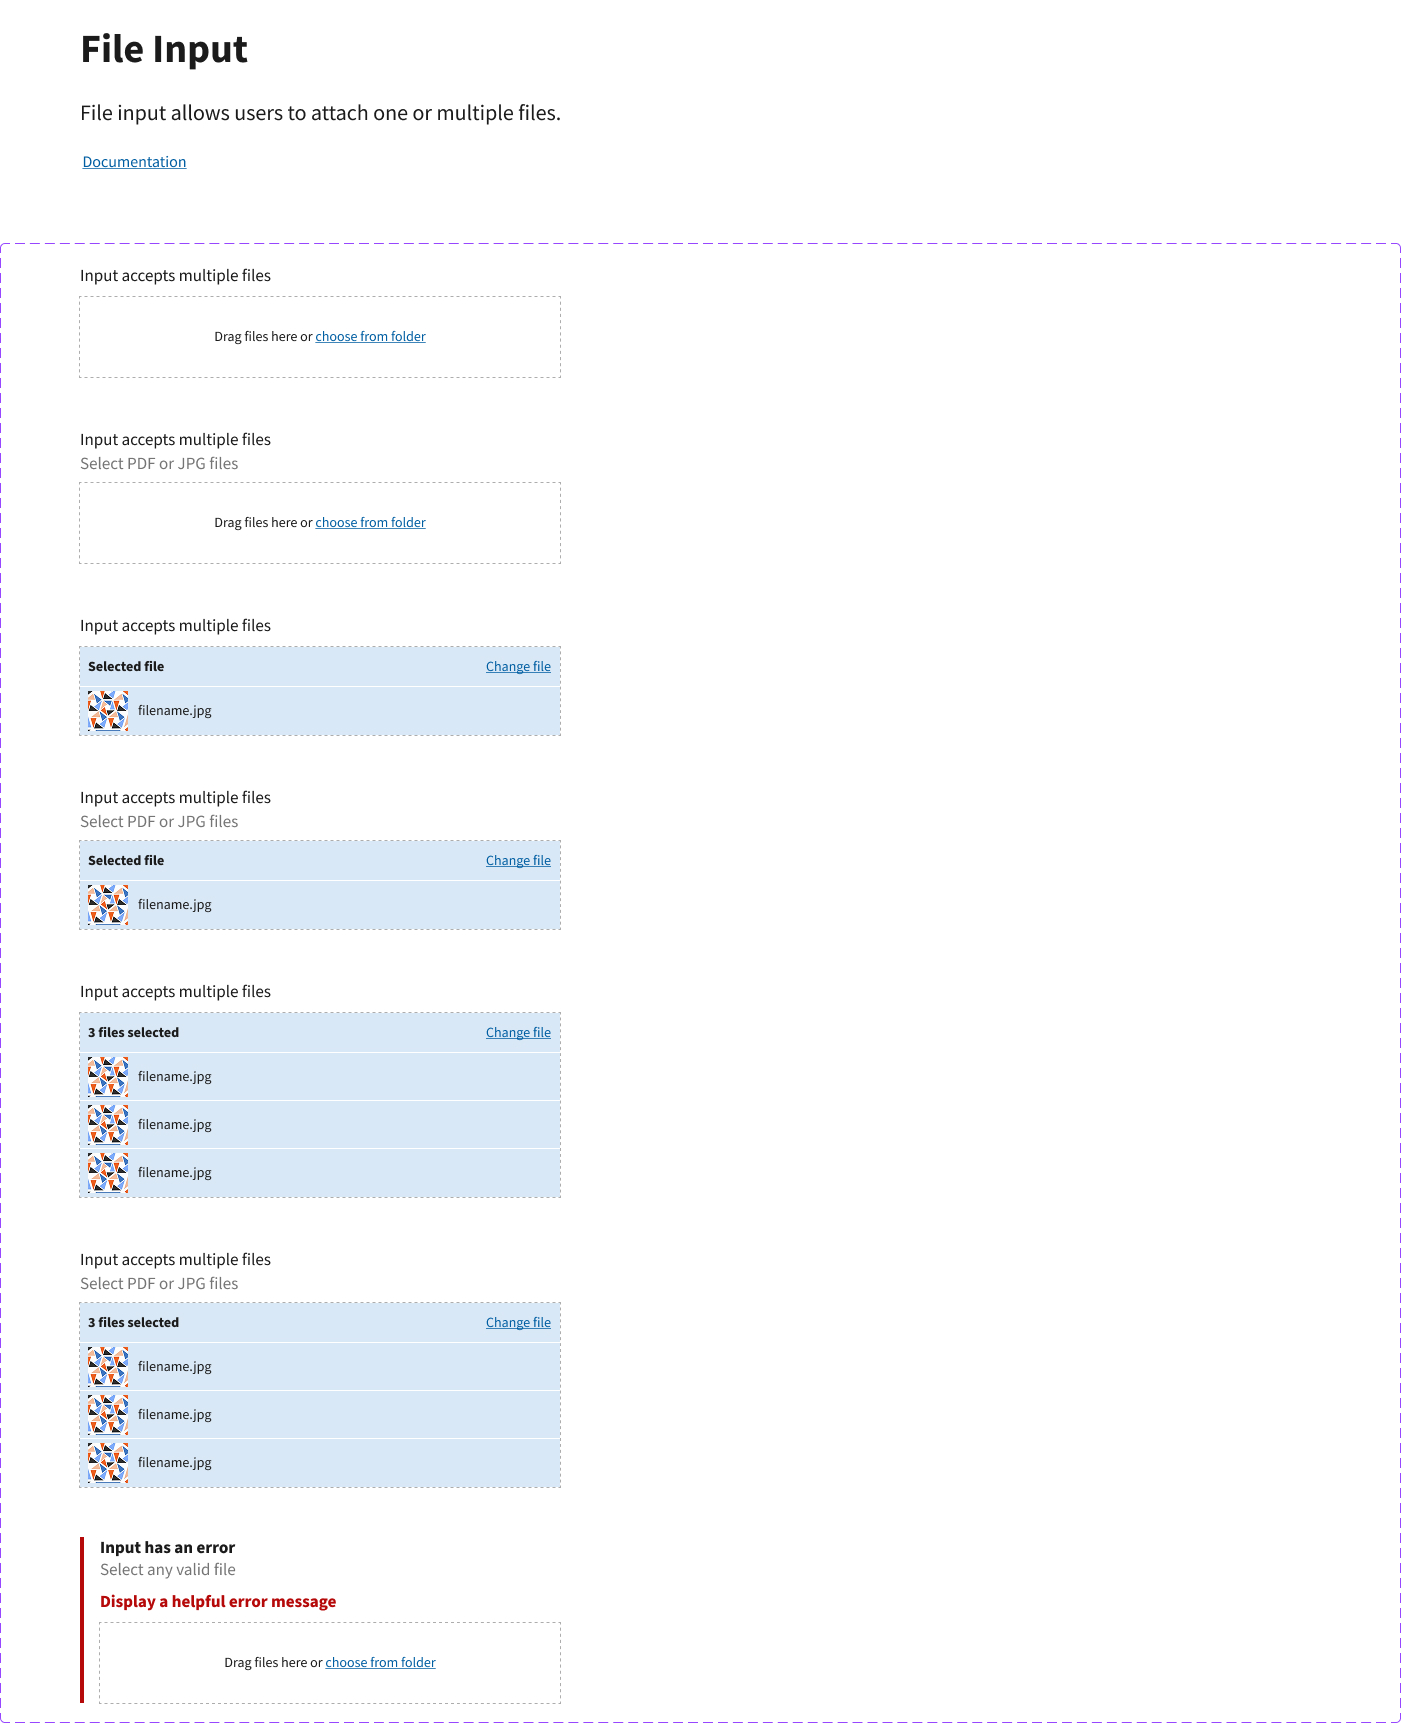 File Input
File input allows users to attach one or multiple files.
Documentation
Input accepts multiple files
Drag files here or choose from folder
Input accepts multiple files
Select PDF or JPG files
Drag files here or choose from folder
Input accepts multiple files
Selected file Change file
filename.jpg
Input accepts multiple files
Select PDF or JPG files
Selected file Change file
filename.jpg
Input accepts multiple files
3 files selected Change file
filename.jpg
filename.jpg
filename.jpg
Input accepts multiple files
Select PDF or JPG files
3 files selected Change file
filename.jpg
filename.jpg
filename.jpg
Input has an error
Select any valid file
Display a helpful error message
Drag files here or choose from folder